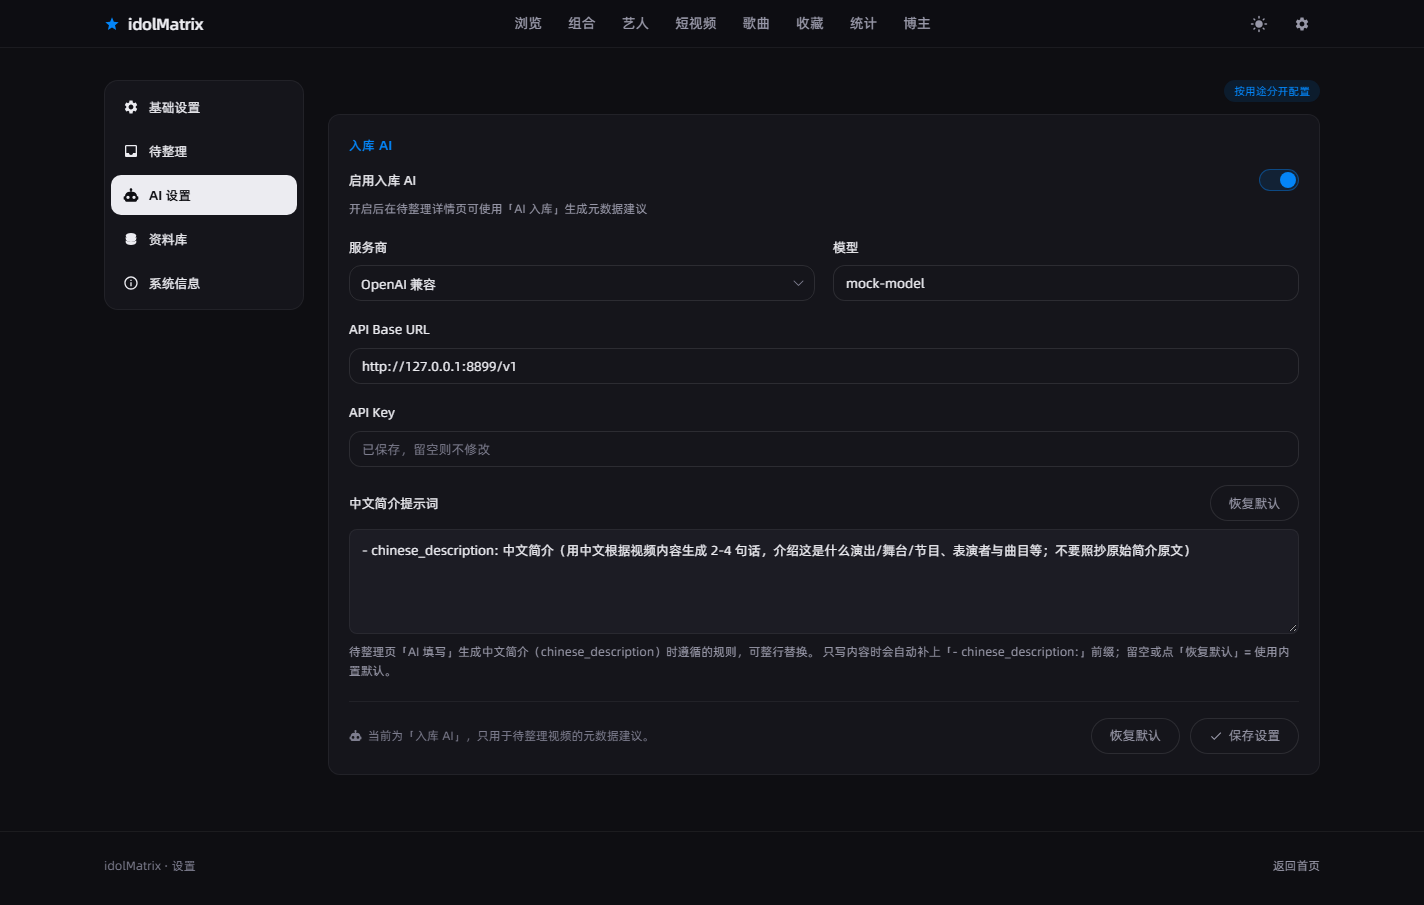 idolMatrix
浏览 组合 艺人 短视频 歌曲 收藏 统计 博主
基础设置
待整理
AI 设置
资料库
系统信息
按用途分开配置
入库 AI
启用入库 AI
开启后在待整理详情页可使用「AI 入库」生成元数据建议
服务商
OpenAI 兼容
模型
mock-model
API Base URL
http://127.0.0.1:8899/v1
API Key
已保存，留空则不修改
中文简介提示词
恢复默认
- chinese_description: 中文简介（用中文根据视频内容生成 2-4 句话，介绍这是什么演出/舞台/节目、表演者与曲目等；不要照抄原始简介原文）
待整理页「AI 填写」生成中文简介（chinese_description）时遵循的规则，可整行替换。 只写内容时会自动补上「- chinese_description:」前缀；留空或点「恢复默认」= 使用内
置默认。
当前为「入库 AI」，只用于待整理视频的元数据建议。
恢复默认
保存设置
idolMatrix · 设置
返回首页